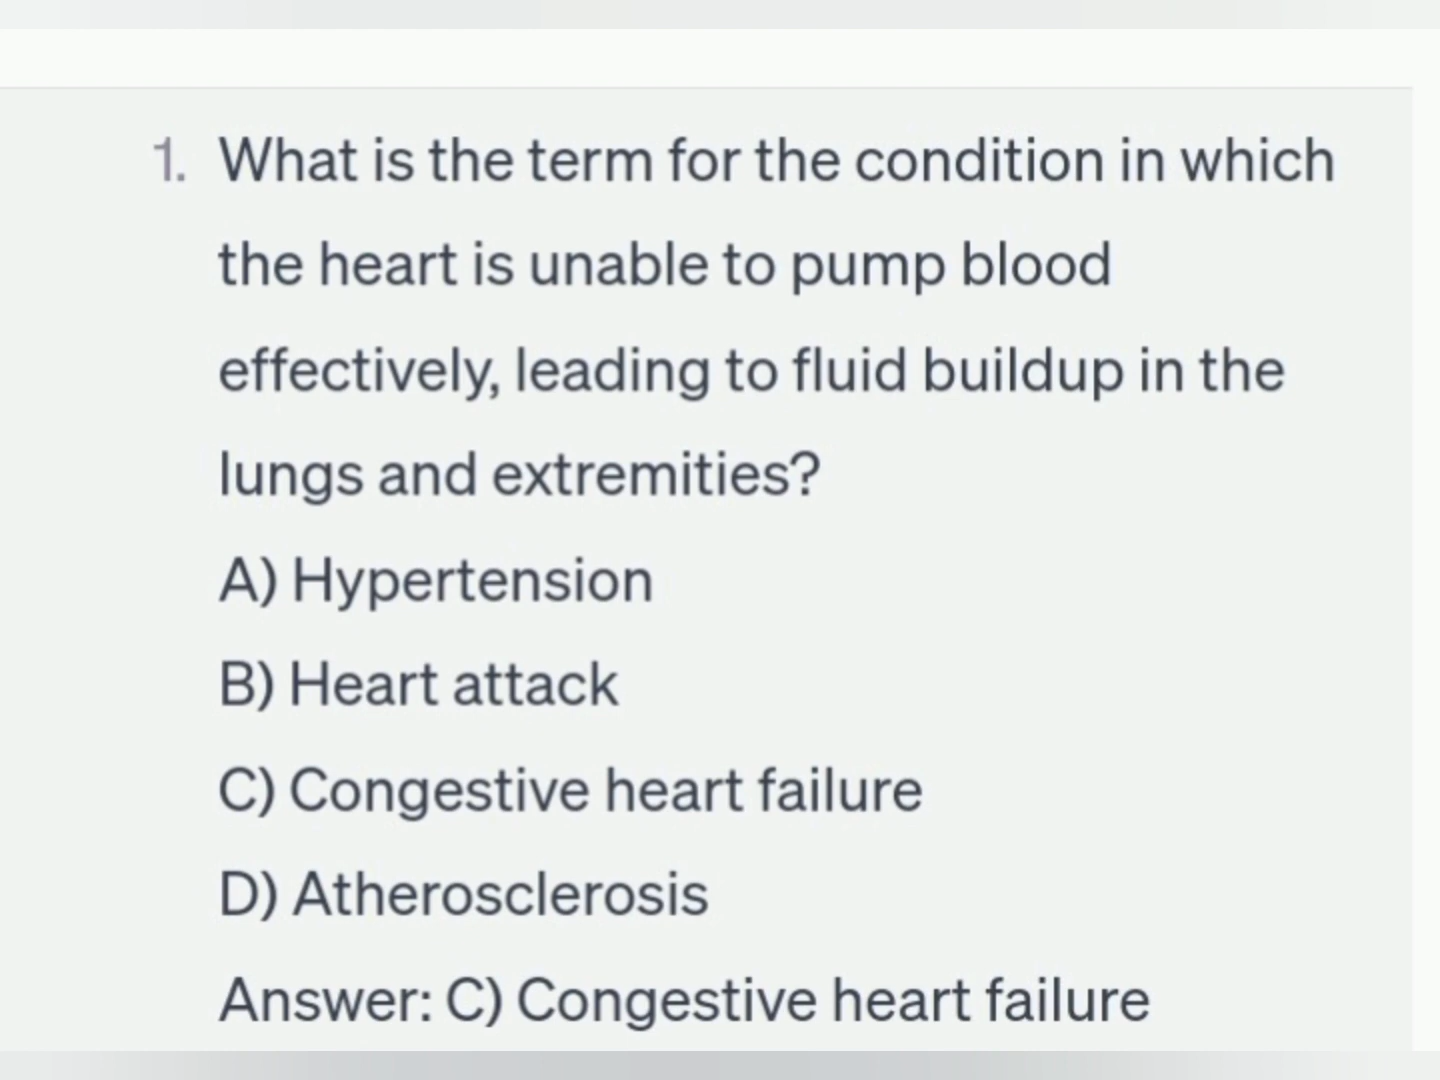 1. What is the term for the condition in which
the heart is unable to pump blood
effectively, leading to fluid buildup in the
lungs and extremities?
A) Hypertension
B) Heart attack
C) Congestive heart failure
D) Atherosclerosis
Answer: C) Congestive heart failure